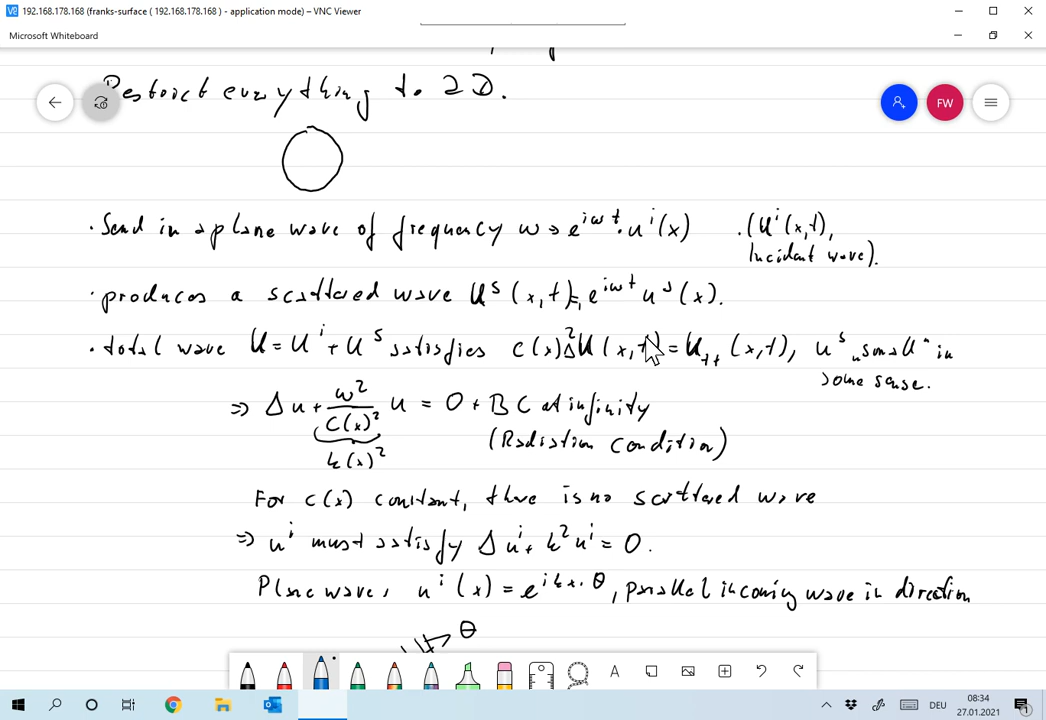 192.168.178.168 (franks-surface ( 192.168.178.168 ) - application mode) - VNC Viewer
Microsoft Whiteboard
Restrict everything to 2D.
FW
· Send in a plane wave of frequency ω → e^{iωt}·u^i(x) .(U^i(x,t), Incident wave).
· produces a scattered wave U^s(x,t) = e^{iωt} u^s(x).
· total wave U = U^i + U^s satisfies c(x)^2 Δ U(x,t) = U_{tt}(x,t), u^s "small" in some sense.
⇒ Δu + ω^2/c(x)^2 u = 0 + BC at infinity
k(x)^2 (Radiation condition)
For c(x) constant, there is no scattered wave
⇒ u^i must satisfy Δu^i + k^2 u^i = 0.
Plane wave, u^i(x) = e^{ikx·θ}, parallel incoming wave in direction
θ
A
DEU
08:34
27.01.2021
1